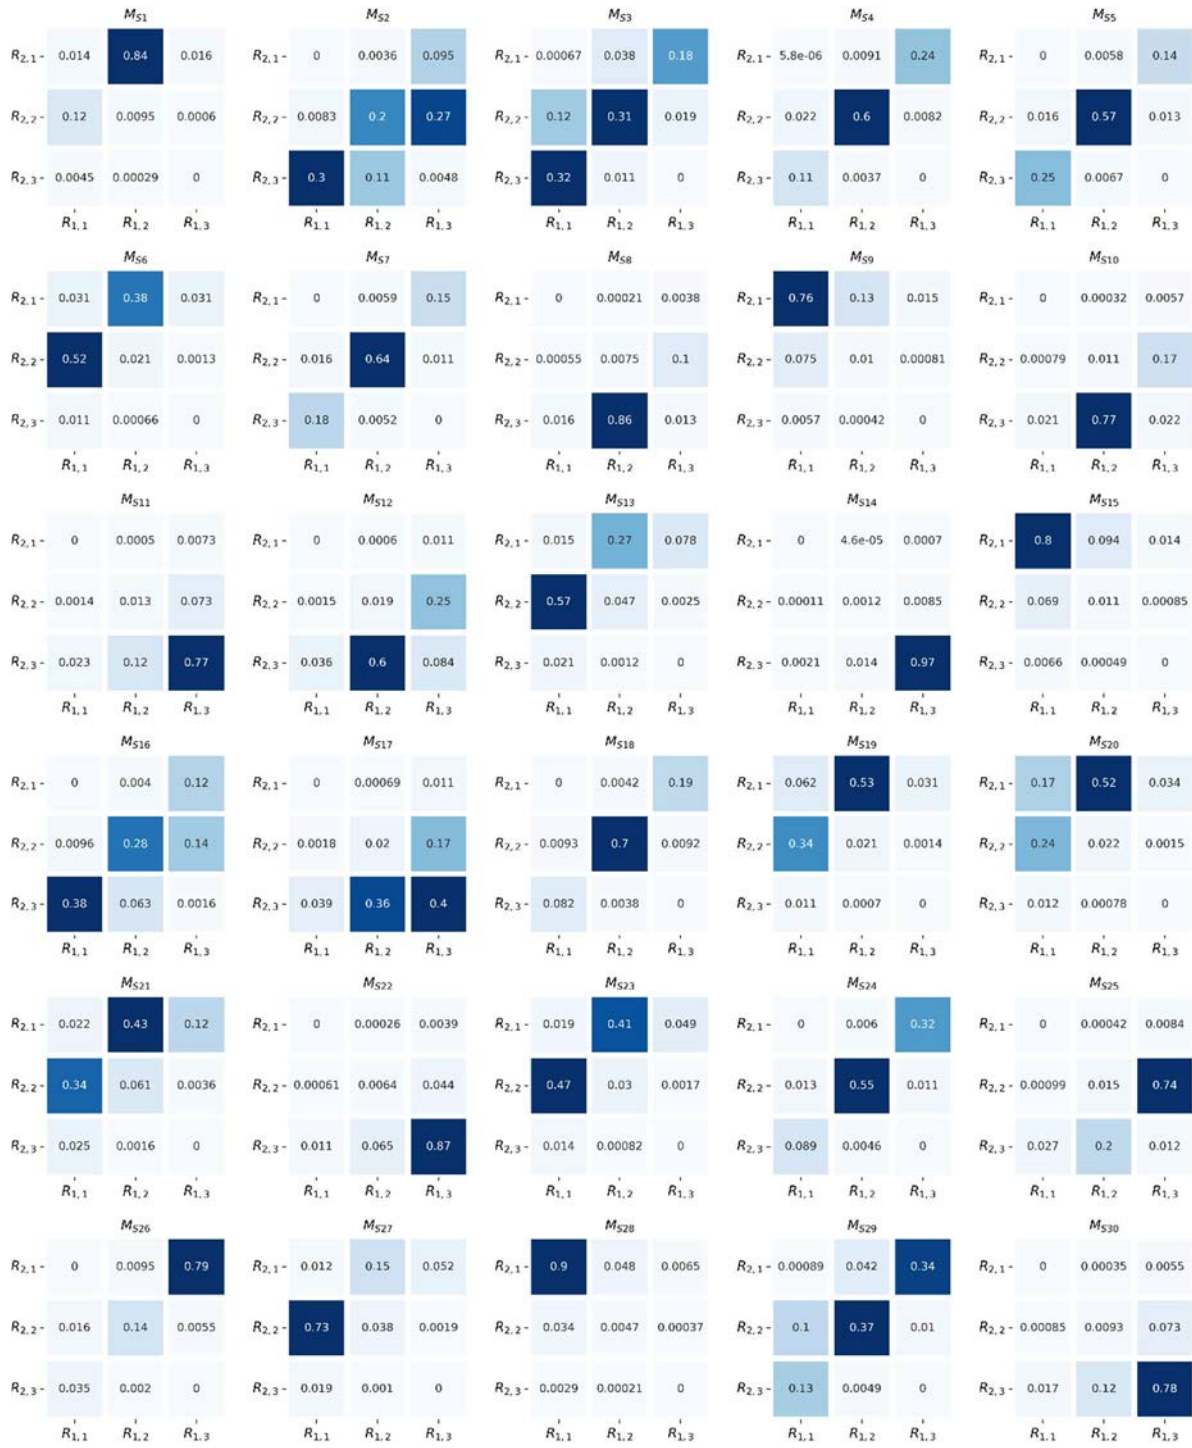 M_S1 M_S2 M_S3 M_S4 M_S5
R_2,1 - 0.014 0.84 0.016 R_2,1 - 0 0.0036 0.095 R_2,1 - 0.00067 0.038 0.18 R_2,1 - 5.8e-06 0.0091 0.24 R_2,1 - 0 0.0058 0.14
R_2,2 - 0.12 0.0095 0.0006 R_2,2 - 0.0083 0.2 0.27 R_2,2 - 0.12 0.31 0.019 R_2,2 - 0.022 0.6 0.0082 R_2,2 - 0.016 0.57 0.013
R_2,3 - 0.0045 0.00029 0 R_2,3 - 0.3 0.11 0.0048 R_2,3 - 0.32 0.011 0 R_2,3 - 0.11 0.0037 0 R_2,3 - 0.25 0.0067 0
R_1,1 R_1,2 R_1,3 R_1,1 R_1,2 R_1,3 R_1,1 R_1,2 R_1,3 R_1,1 R_1,2 R_1,3 R_1,1 R_1,2 R_1,3
M_S6 M_S7 M_S8 M_S9 M_S10
R_2,1 - 0.031 0.38 0.031 R_2,1 - 0 0.0059 0.15 R_2,1 - 0 0.00021 0.0038 R_2,1 - 0.76 0.13 0.015 R_2,1 - 0 0.00032 0.0057
R_2,2 - 0.52 0.021 0.0013 R_2,2 - 0.016 0.64 0.011 R_2,2 - 0.00055 0.0075 0.1 R_2,2 - 0.075 0.01 0.00081 R_2,2 - 0.00079 0.011 0.17
R_2,3 - 0.011 0.00066 0 R_2,3 - 0.18 0.0052 0 R_2,3 - 0.016 0.86 0.013 R_2,3 - 0.0057 0.00042 0 R_2,3 - 0.021 0.77 0.022
R_1,1 R_1,2 R_1,3 R_1,1 R_1,2 R_1,3 R_1,1 R_1,2 R_1,3 R_1,1 R_1,2 R_1,3 R_1,1 R_1,2 R_1,3
M_S11 M_S12 M_S13 M_S14 M_S15
R_2,1 - 0 0.0005 0.0073 R_2,1 - 0 0.0006 0.011 R_2,1 - 0.015 0.27 0.078 R_2,1 - 0 4.6e-05 0.0007 R_2,1 - 0.8 0.094 0.014
R_2,2 - 0.0014 0.013 0.073 R_2,2 - 0.0015 0.019 0.25 R_2,2 - 0.57 0.047 0.0025 R_2,2 - 0.00011 0.0012 0.0085 R_2,2 - 0.069 0.011 0.00085
R_2,3 - 0.023 0.12 0.77 R_2,3 - 0.036 0.6 0.084 R_2,3 - 0.021 0.0012 0 R_2,3 - 0.0021 0.014 0.97 R_2,3 - 0.0066 0.00049 0
R_1,1 R_1,2 R_1,3 R_1,1 R_1,2 R_1,3 R_1,1 R_1,2 R_1,3 R_1,1 R_1,2 R_1,3 R_1,1 R_1,2 R_1,3
M_S16 M_S17 M_S18 M_S19 M_S20
R_2,1 - 0 0.004 0.12 R_2,1 - 0 0.00069 0.011 R_2,1 - 0 0.0042 0.19 R_2,1 - 0.062 0.53 0.031 R_2,1 - 0.17 0.52 0.034
R_2,2 - 0.0096 0.28 0.14 R_2,2 - 0.0018 0.02 0.17 R_2,2 - 0.0093 0.7 0.0092 R_2,2 - 0.34 0.021 0.0014 R_2,2 - 0.24 0.022 0.0015
R_2,3 - 0.38 0.063 0.0016 R_2,3 - 0.039 0.36 0.4 R_2,3 - 0.082 0.0038 0 R_2,3 - 0.011 0.0007 0 R_2,3 - 0.012 0.00078 0
R_1,1 R_1,2 R_1,3 R_1,1 R_1,2 R_1,3 R_1,1 R_1,2 R_1,3 R_1,1 R_1,2 R_1,3 R_1,1 R_1,2 R_1,3
M_S21 M_S22 M_S23 M_S24 M_S25
R_2,1 - 0.022 0.43 0.12 R_2,1 - 0 0.00026 0.0039 R_2,1 - 0.019 0.41 0.049 R_2,1 - 0 0.006 0.32 R_2,1 - 0 0.00042 0.0084
R_2,2 - 0.34 0.061 0.0036 R_2,2 - 0.00061 0.0064 0.044 R_2,2 - 0.47 0.03 0.0017 R_2,2 - 0.013 0.55 0.011 R_2,2 - 0.00099 0.015 0.74
R_2,3 - 0.025 0.0016 0 R_2,3 - 0.011 0.065 0.87 R_2,3 - 0.014 0.00082 0 R_2,3 - 0.089 0.0046 0 R_2,3 - 0.027 0.2 0.012
R_1,1 R_1,2 R_1,3 R_1,1 R_1,2 R_1,3 R_1,1 R_1,2 R_1,3 R_1,1 R_1,2 R_1,3 R_1,1 R_1,2 R_1,3
M_S26 M_S27 M_S28 M_S29 M_S30
R_2,1 - 0 0.0095 0.79 R_2,1 - 0.012 0.15 0.052 R_2,1 - 0.9 0.048 0.0065 R_2,1 - 0.00089 0.042 0.34 R_2,1 - 0 0.00035 0.0055
R_2,2 - 0.016 0.14 0.0055 R_2,2 - 0.73 0.038 0.0019 R_2,2 - 0.034 0.0047 0.00037 R_2,2 - 0.1 0.37 0.01 R_2,2 - 0.00085 0.0093 0.073
R_2,3 - 0.035 0.002 0 R_2,3 - 0.019 0.001 0 R_2,3 - 0.0029 0.00021 0 R_2,3 - 0.13 0.0049 0 R_2,3 - 0.017 0.12 0.78
R_1,1 R_1,2 R_1,3 R_1,1 R_1,2 R_1,3 R_1,1 R_1,2 R_1,3 R_1,1 R_1,2 R_1,3 R_1,1 R_1,2 R_1,3